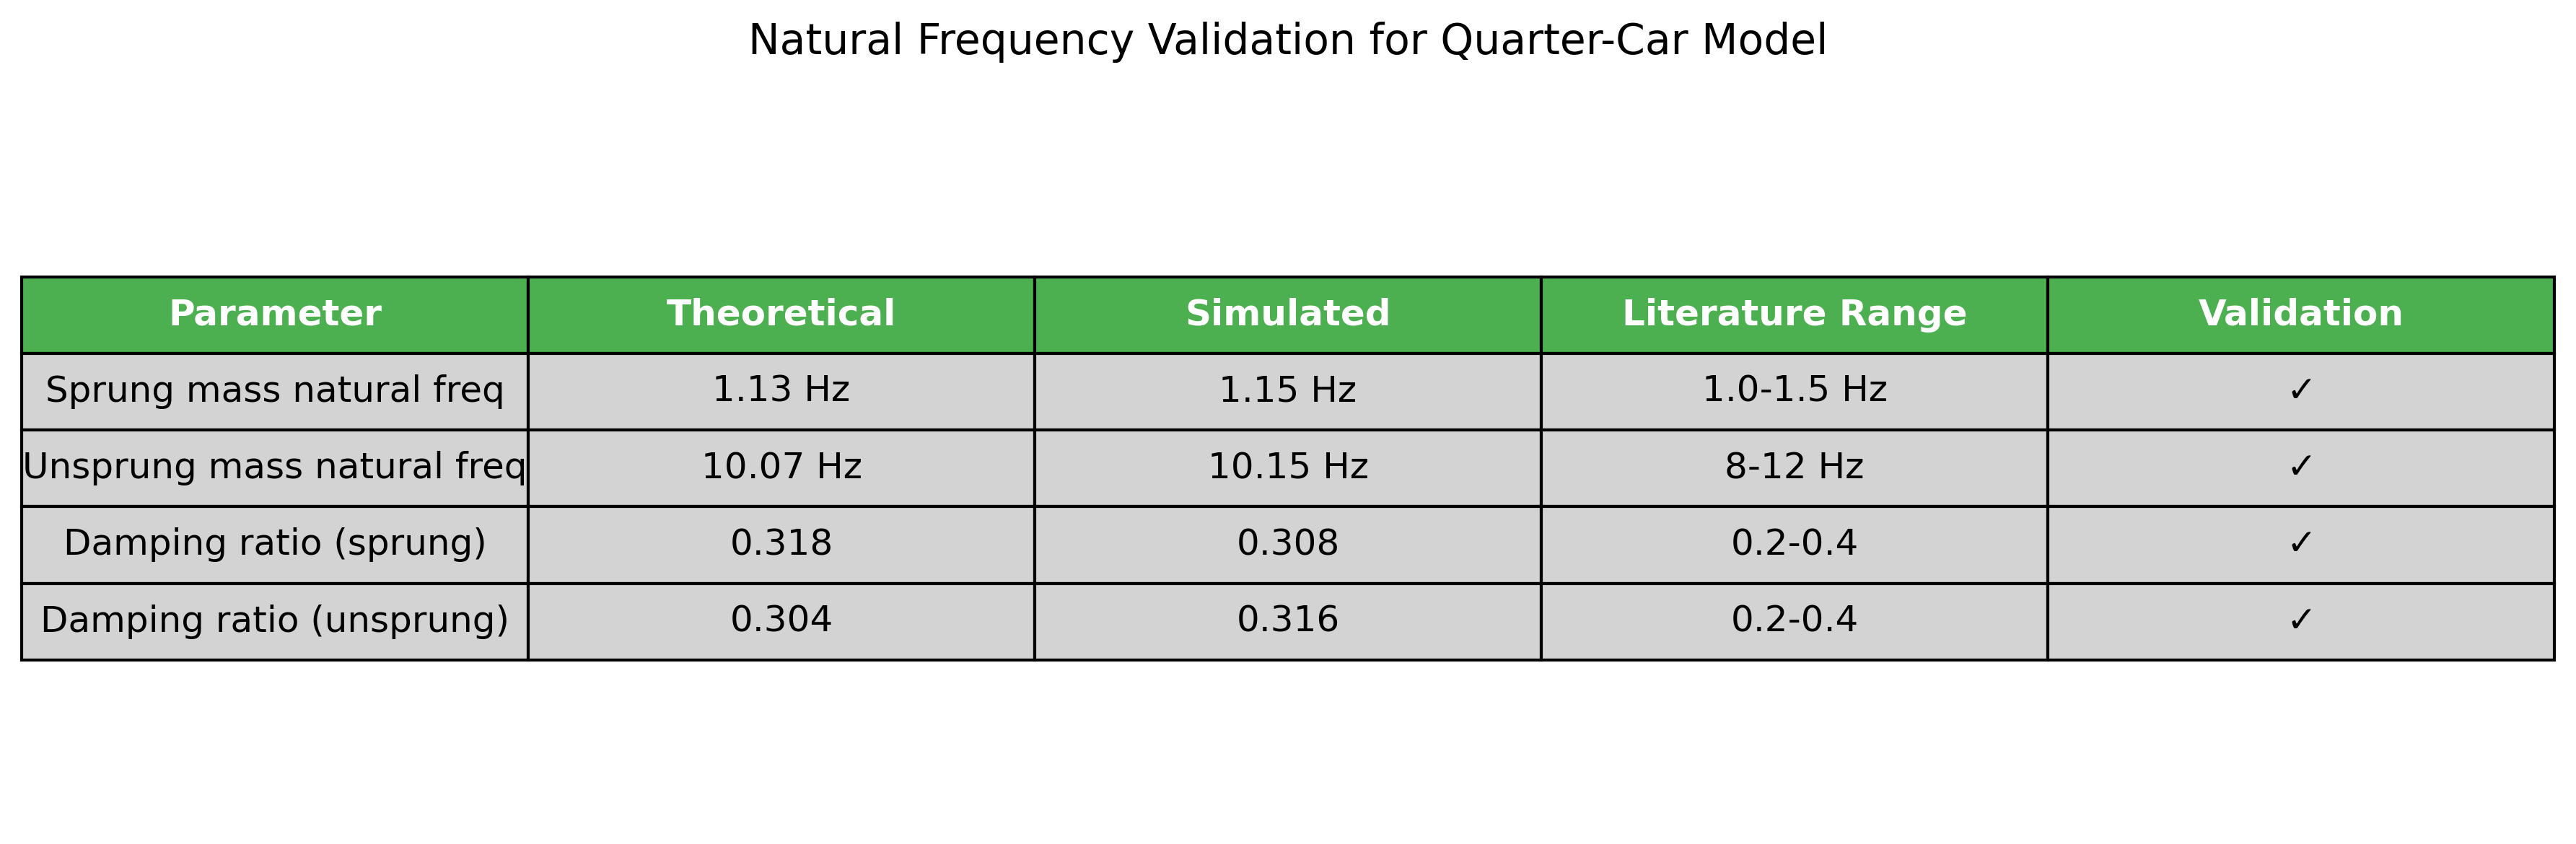 Natural Frequency Validation for Quarter-Car Model
Parameter Theoretical Simulated Literature Range Validation
Sprung mass natural freq 1.13 Hz 1.15 Hz 1.0-1.5 Hz ✓
Unsprung mass natural freq 10.07 Hz 10.15 Hz 8-12 Hz ✓
Damping ratio (sprung) 0.318 0.308 0.2-0.4 ✓
Damping ratio (unsprung) 0.304 0.316 0.2-0.4 ✓